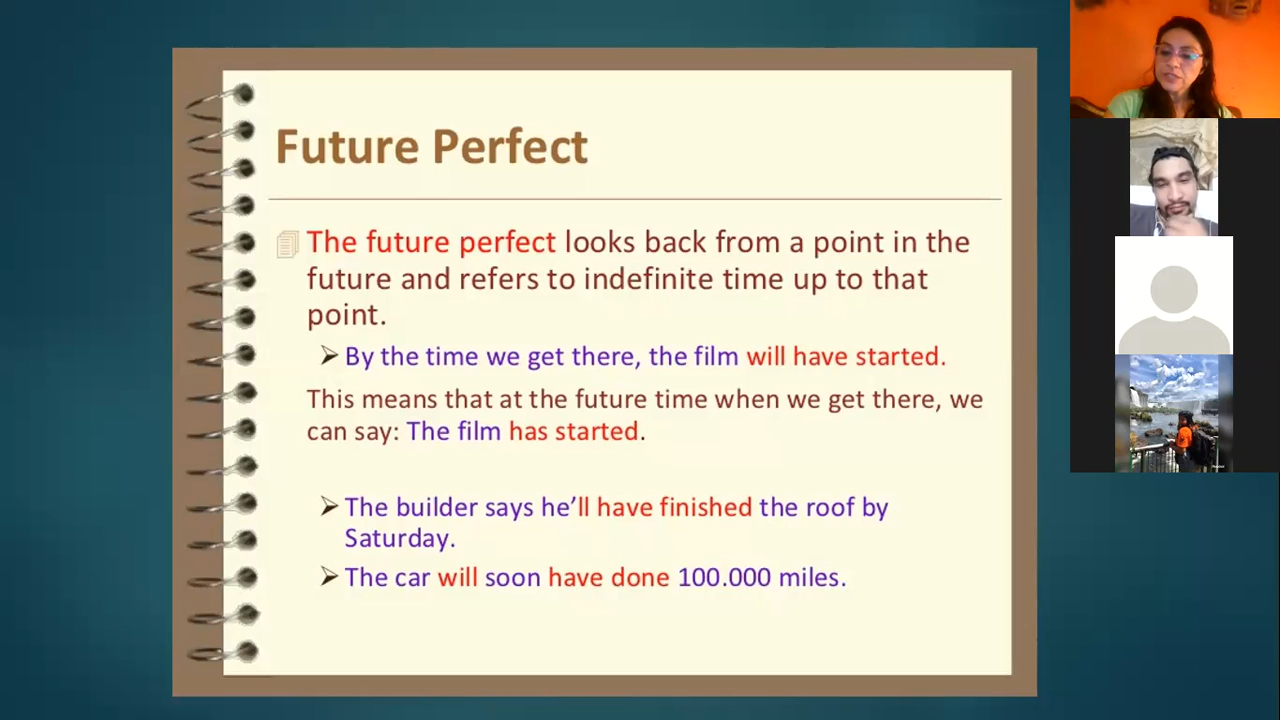 Future Perfect
The future perfect looks back from a point in the
future and refers to indefinite time up to that
point.
By the time we get there, the film will have started.
This means that at the future time when we get there, we
can say: The film has started.
The builder says he’ll have finished the roof by
Saturday.
The car will soon have done 100.000 miles.